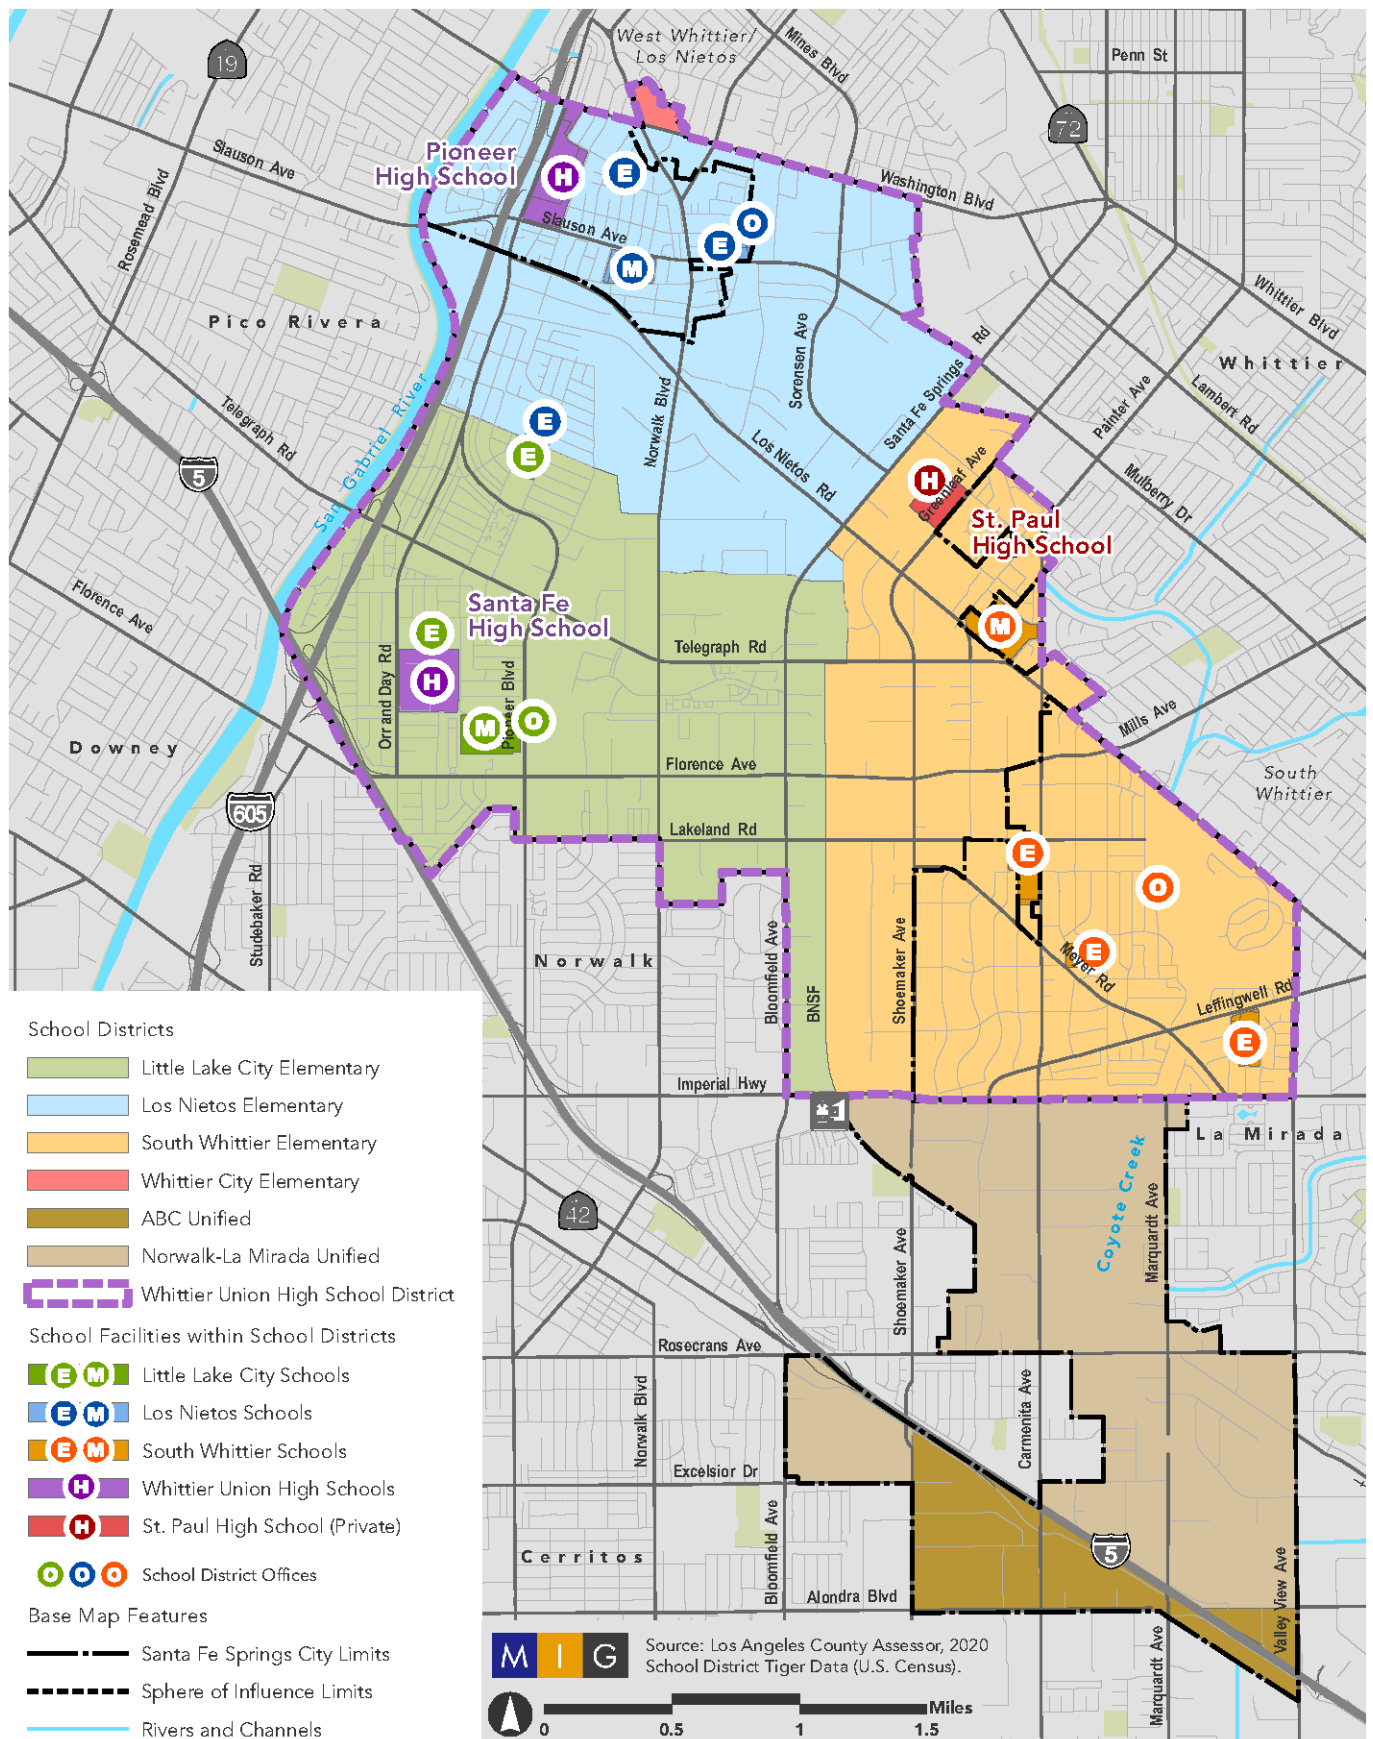 West Whittier/
Los Nietos
Mines Blvd
Penn St
19
72
Slauson Ave
Pioneer
High School
H
E
Washington Blvd
Rosemead Blvd
O
Slauson Ave
E
M
Whittier Blvd
Pico Rivera
Sorensen Ave
Santa Fe Springs Rd
Whittier
Painter Ave
Lambert Rd
Telegraph Rd
San Gabriel River
Norwalk Blvd
E
E
Los Nietos Rd
Greenleaf Ave
H
Mulberry Dr
5
St. Paul
High School
Florence Ave
Santa Fe
High School
E
M
Telegraph Rd
Orr and Day Rd
H
Pioneer Blvd
M
O
Mills Ave
Downey
Florence Ave
South
Whittier
605
Lakeland Rd
E
O
Studebaker Rd
Norwalk
Bloomfield Ave
BNSF
Shoemaker Ave
E
Meyer Rd
Leffingwell Rd
E
Imperial Hwy
La Mirada
Coyote Creek
Marquardt Ave
42
Shoemaker Ave
Rosecrans Ave
Norwalk Blvd
Carmenita Ave
Excelsior Dr
Bloomfield Ave
Cerritos
5
Alondra Blvd
Valley View Ave
Marquardt Ave
School Districts
Little Lake City Elementary
Los Nietos Elementary
South Whittier Elementary
Whittier City Elementary
ABC Unified
Norwalk-La Mirada Unified
Whittier Union High School District
School Facilities within School Districts
E M Little Lake City Schools
E M Los Nietos Schools
E M South Whittier Schools
H Whittier Union High Schools
H St. Paul High School (Private)
O O O School District Offices
Base Map Features
Santa Fe Springs City Limits
Sphere of Influence Limits
Rivers and Channels
M I G
Source: Los Angeles County Assessor, 2020
School District Tiger Data (U.S. Census).
Miles
0 0.5 1 1.5